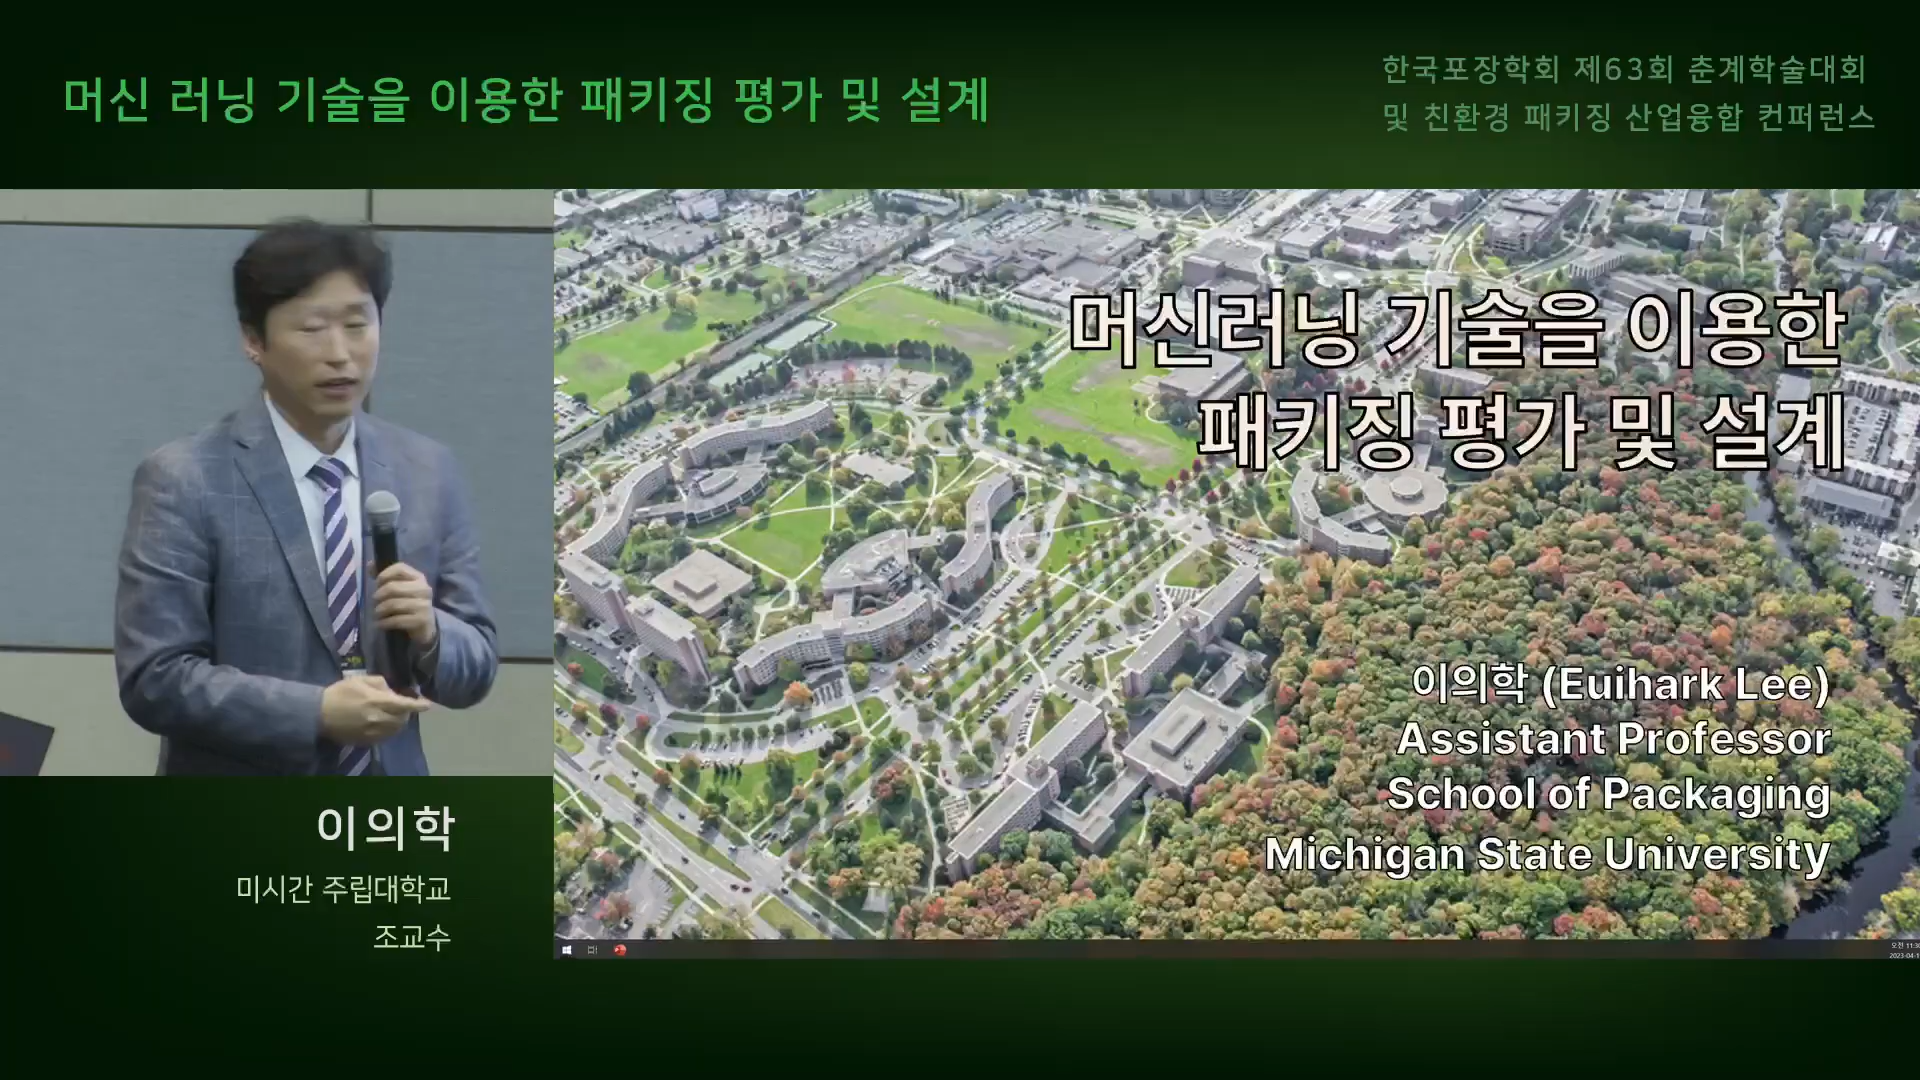 머신 러닝 기술을 이용한 패키징 평가 및 설계
한국포장학회 제63회 춘계학술대회
및 친환경 패키징 산업융합 컨퍼런스
머신러닝 기술을 이용한
패키징 평가 및 설계
이의학 (Euihark Lee)
Assistant Professor
School of Packaging
Michigan State University
이의학
미시간 주립대학교
조교수